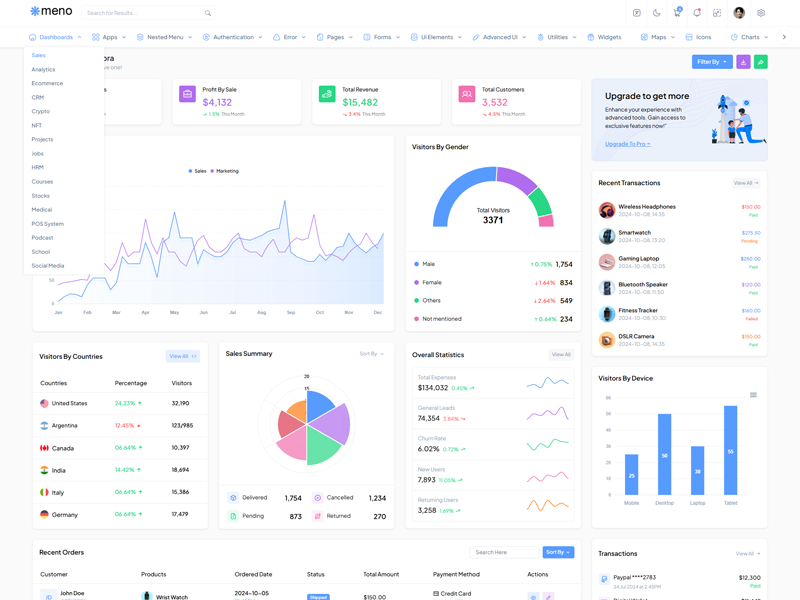 meno
Search for Results...
5
Dashboards
Apps
Nested Menu
Authentication
Error
Pages
Forms
UI Elements
Advanced UI
Utilities
Widgets
Maps
Icons
Charts
Sales
Analytics
Ecommerce
CRM
Crypto
NFT
Projects
Jobs
HRM
Courses
Stocks
Medical
POS System
Podcast
School
Social Media
Filter By
Profit By Sale
$4,132
1.5% This Month
Total Revenue
$15,482
3.4% This Month
Total Customers
3,532
4.5% This Month
Upgrade to get more
Enhance your experience with
advanced tools. Gain access to
exclusive features now!"
Upgrade To Pro
Sales Marketing
50
0
Jan Feb Mar Apr May Jun Jul Aug Sep Oct Nov Dec
Visitors By Gender
Total Visitors
3371
Male 0.75% 1,754
Female 1.64% 834
Others 2.64% 549
Not mentioned 0.64% 234
Recent Transactions
View All
Wireless Headphones $150.00
2024-10-08, 14:35 Paid
Smartwatch $275.50
2024-10-08, 13:20 Pending
Gaming Laptop $250.00
2024-10-08, 12:05 Paid
Bluetooth Speaker $120.00
2024-10-08, 11:50 Paid
Fitness Tracker $160.00
2024-10-08, 10:30 Failed
DSLR Camera $150.00
2024-10-08, 14:35 Paid
Visitors By Countries
View All
Countries Percentage Visitors
United States 24.23% 32,190
Argentina 12.45% 123/985
Canada 06.64% 10,397
India 14.42% 18,694
Italy 06.64% 15,386
Germany 06.64% 17,479
Sales Summary
Sort By
20
15
Delivered 1,754
Cancelled 1,234
Pending 873
Returned 270
Overall Statistics
View All
Total Expenses
$134,032 0.45%
General Leads
74,354 3.84%
Churn Rate
6.02% 0.72%
New Users
7,893 11.05%
Returning Users
3,258 1.69%
Visitors By Device
60
50
40
30
20
10
0
25
50
30
55
Mobile Desktop Laptop Tablet
Recent Orders
Search Here
Sort By
Customer Products Ordered Date Status Total Amount Payment Method Actions
John Doe
JD
Wrist Watch
2024-10-05
Shipped
$150.00
Credit Card
Transactions
View All
Paypal ****2783 $12,300
24 Jul 2024 at 2:45PM Paid